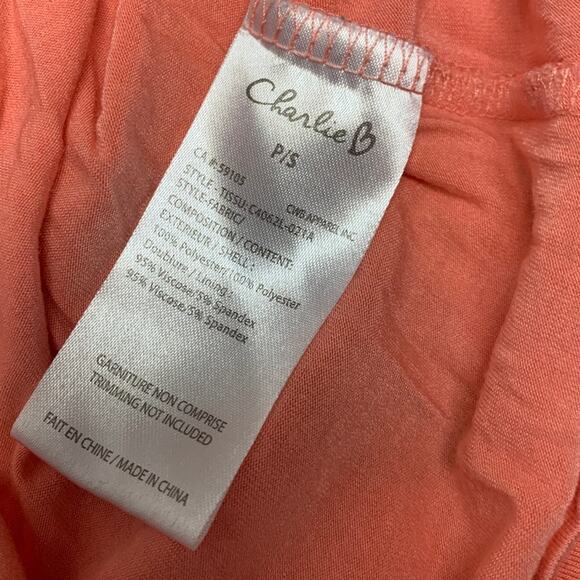 Charlie B
P/S
CA #: 59105
CWB APPAREL INC
STYLE - TISSU: C4062L-021A
STYLE-FABRIC/
COMPOSITION / CONTENT:
EXTERIEUR / SHELL :
100% Polyester/100% Polyester
Doublure / Lining :
95% Viscose/5% Spandex
95% Viscose/5% Spandex
GARNITURE NON COMPRISE
TRIMMING NOT INCLUDED
FAIT EN CHINE / MADE IN CHINA